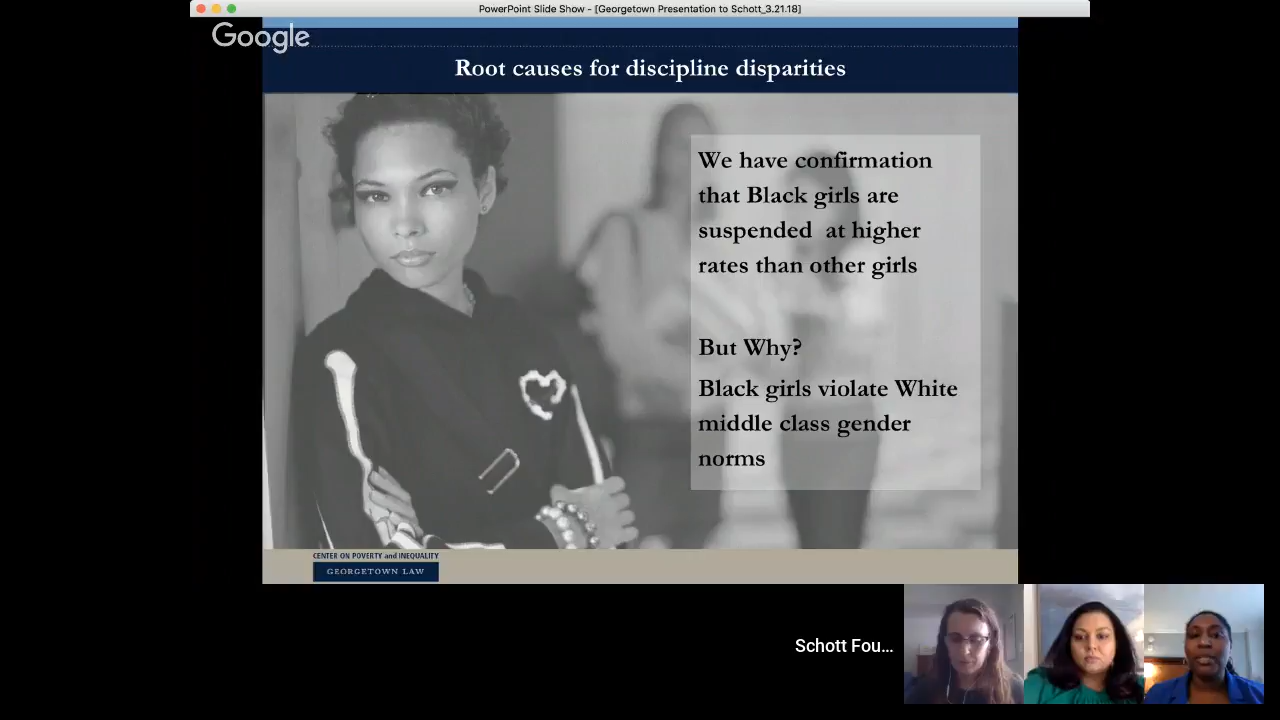 PowerPoint Slide Show - [Georgetown Presentation to Schott_3.21.18]
Google
Root causes for discipline disparities
We have confirmation
that Black girls are
suspended at higher
rates than other girls
But Why?
Black girls violate White
middle class gender
norms
CENTER ON POVERTY and INEQUALITY
GEORGETOWN LAW
Schott Fou...